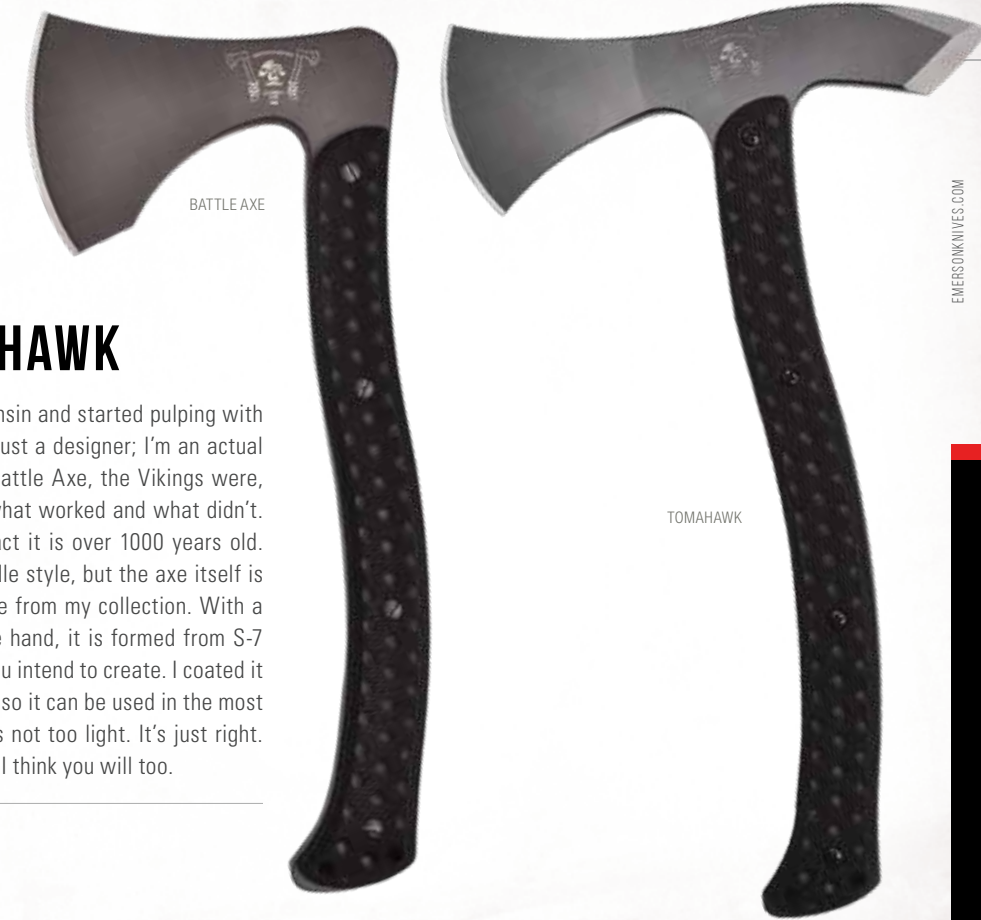 BATTLE AXE
EMERSONKNIVES.COM
HAWK
nsin and started pulping with
ust a designer; I'm an actual
attle Axe, the Vikings were,
what worked and what didn't.
ct it is over 1000 years old.
lle style, but the axe itself is
e from my collection. With a
e hand, it is formed from S-7
u intend to create. I coated it
so it can be used in the most
s not too light. It's just right.
I think you will too.
TOMAHAWK